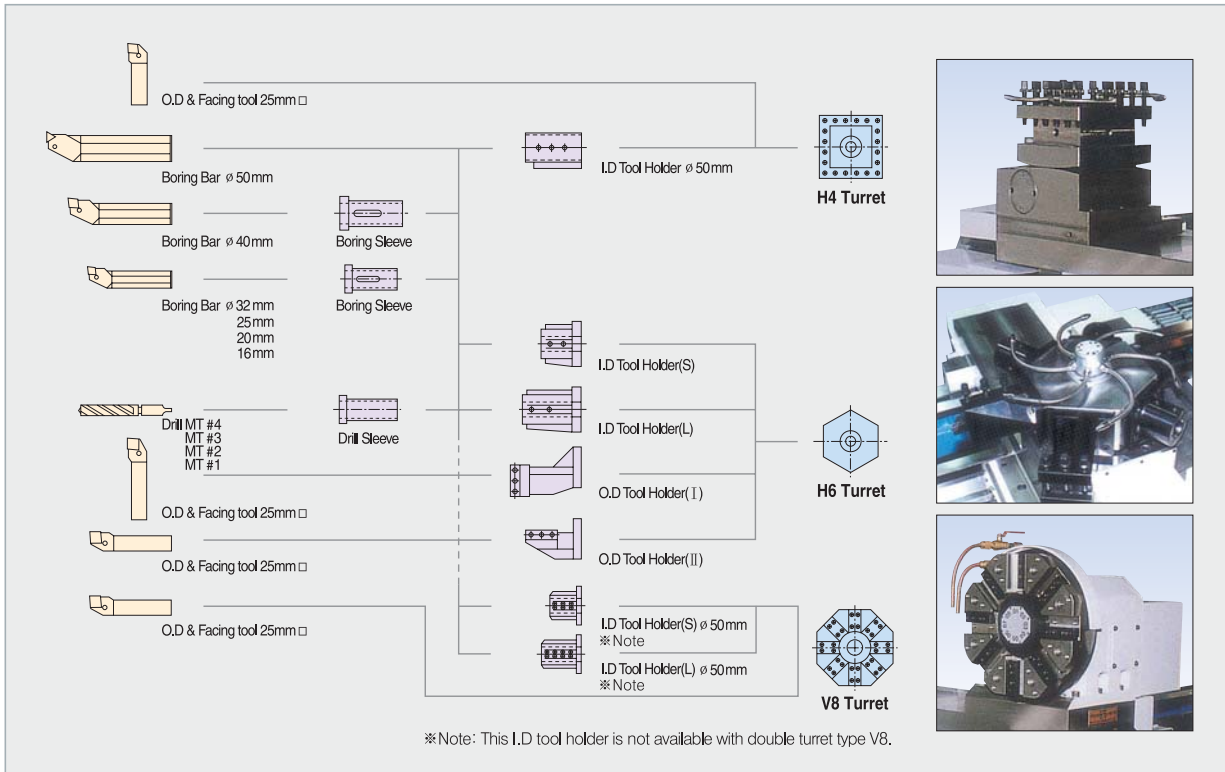 O.D & Facing tool 25mm □
Boring Bar ø 50mm
I.D Tool Holder ø 50mm
H4 Turret
Boring Bar ø 40mm
Boring Sleeve
Boring Bar ø 32mm
25mm
20mm
16mm
Boring Sleeve
I.D Tool Holder(S)
Drill MT #4
MT #3
MT #2
MT #1
Drill Sleeve
I.D Tool Holder(L)
H6 Turret
O.D Tool Holder(Ⅰ)
O.D & Facing tool 25mm □
O.D Tool Holder(Ⅱ)
O.D & Facing tool 25mm □
O.D & Facing tool 25mm □
I.D Tool Holder(S) ø 50mm
※Note
I.D Tool Holder(L) ø 50mm
※Note
V8 Turret
※Note: This I.D tool holder is not available with double turret type V8.